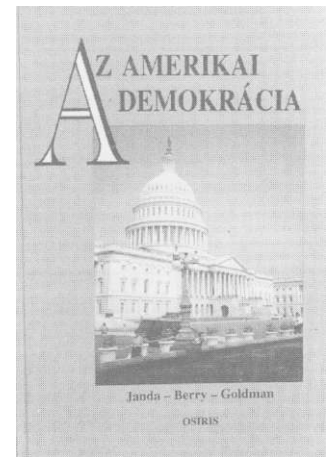 AZ AMERIKAI
DEMOKRÁCIA
Janda – Berry – Goldman
OSIRIS